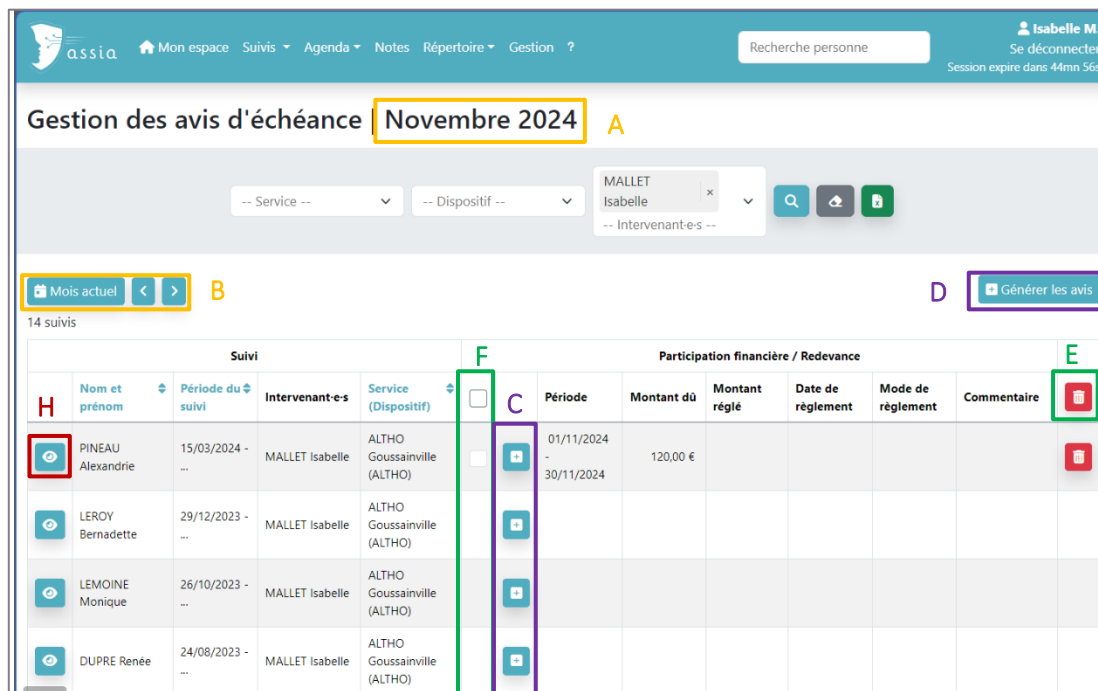 assia
Mon espace Suivis Agenda Notes Répertoire Gestion ?
Recherche personne
Isabelle M.
Se déconnecter
Session expire dans 44mn 56s
Gestion des avis d'échéance | Novembre 2024
A
-- Service --
-- Dispositif --
MALLET
Isabelle
×
-- Intervenant·e·s --
Mois actuel < >
B
D
Générer les avis
14 suivis
Suivi
F
Participation financière / Redevance
E
H
Nom et
prénom
Période du
suivi
Intervenant·e·s
Service
(Dispositif)
C
Période
Montant dû
Montant
réglé
Date de
règlement
Mode de
règlement
Commentaire
PINEAU
Alexandrie
15/03/2024 -
...
MALLET Isabelle
ALTHO
Goussainville
(ALTHO)
01/11/2024
-
30/11/2024
120,00 €
LEROY
Bernadette
29/12/2023 -
...
MALLET Isabelle
ALTHO
Goussainville
(ALTHO)
LEMOINE
Monique
26/10/2023 -
...
MALLET Isabelle
ALTHO
Goussainville
(ALTHO)
DUPRE Renée
24/08/2023 -
...
MALLET Isabelle
ALTHO
Goussainville
(ALTHO)